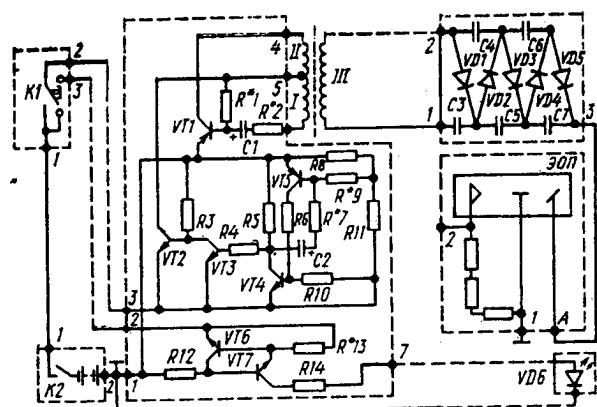 4 II III 2 C4 C6
2
K1 3 5 VD1 VD3 VD5
R*1 I
R*2 1 C3 VD2 C5 VD4 C7 3
VT1 + C1
1 R8 ЭОП
VT5 R*9
R3 R5 R6 R*7 R11
R4 2
VT2 VT3 C2 +
VT4 R10
3 1 A
2
1 VT6 R*13 7
R12 VT7 R14
K2 2 1 VD6